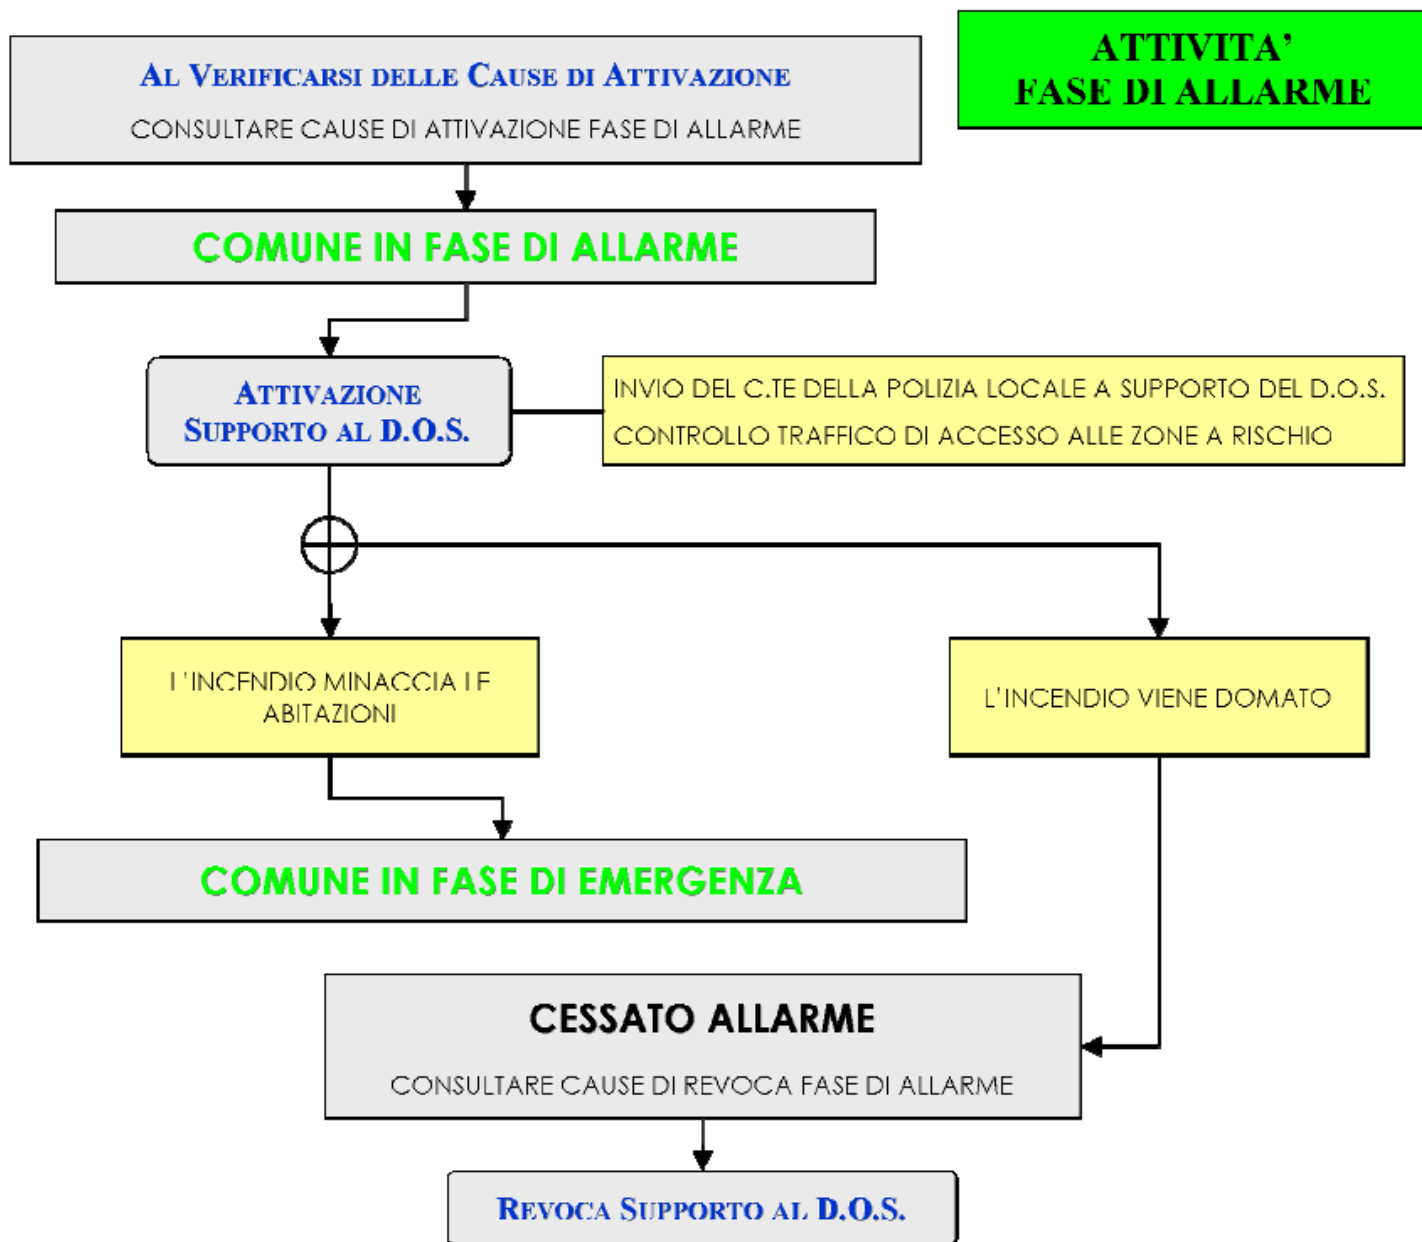 ATTIVITA’
FASE DI ALLARME
AL VERIFICARSI DELLE CAUSE DI ATTIVAZIONE
CONSULTARE CAUSE DI ATTIVAZIONE FASE DI ALLARME
COMUNE IN FASE DI ALLARME
ATTIVAZIONE
SUPPORTO AL D.O.S.
INVIO DEL C.TE DELLA POLIZIA LOCALE A SUPPORTO DEL D.O.S.
CONTROLLO TRAFFICO DI ACCESSO ALLE ZONE A RISCHIO
L’INCENDIO MINACCIA LE
ABITAZIONI
L’INCENDIO VIENE DOMATO
COMUNE IN FASE DI EMERGENZA
CESSATO ALLARME
CONSULTARE CAUSE DI REVOCA FASE DI ALLARME
REVOCA SUPPORTO AL D.O.S.